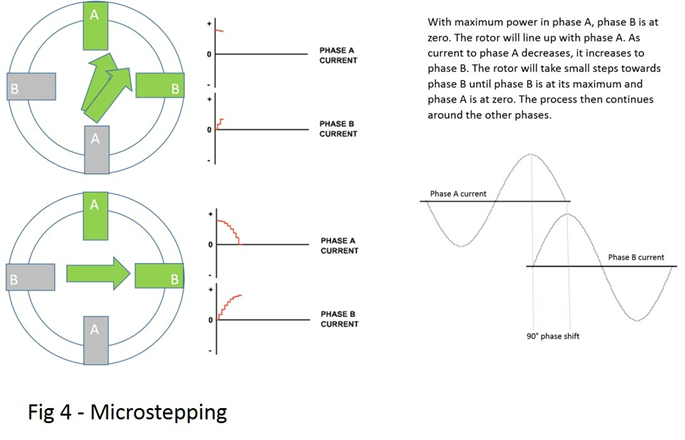 A
B
B
A
+
0
-
PHASE A
CURRENT
+
0
-
PHASE B
CURRENT
A
B
B
A
+
0
-
PHASE A
CURRENT
+
0
-
PHASE B
CURRENT
With maximum power in phase A, phase B is at
zero. The rotor will line up with phase A. As
current to phase A decreases, it increases to
phase B. The rotor will take small steps towards
phase B until phase B is at its maximum and
phase A is at zero. The process then continues
around the other phases.
Phase A current
Phase B current
90° phase shift
Fig 4 - Microstepping